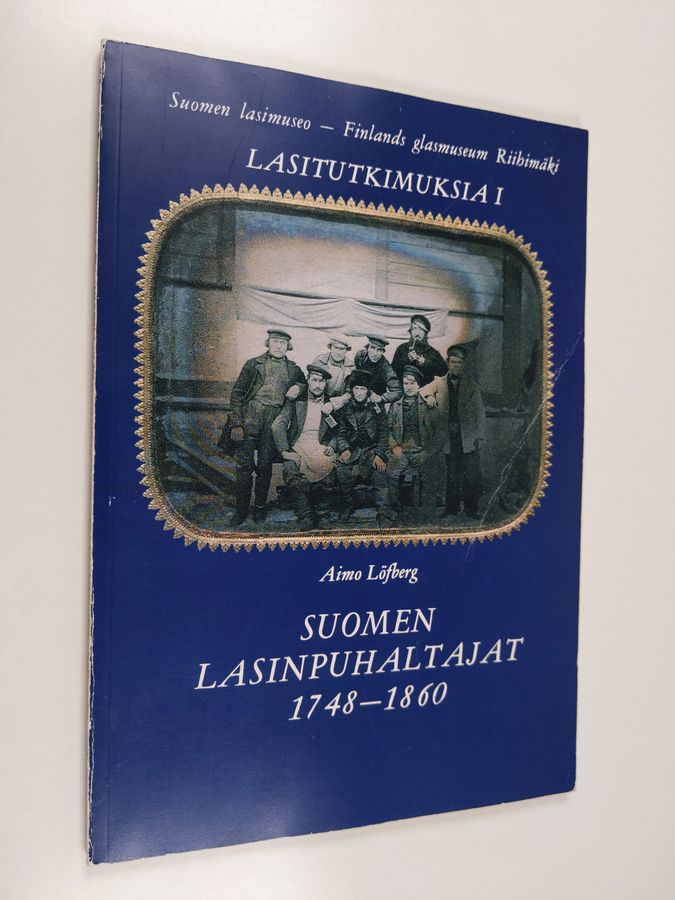 Suomen lasimuseo – Finlands glasmuseum Riihimäki
LASITUTKIMUKSIA I
Aimo Löfberg
SUOMEN
LASINPUHALTAJAT
1748–1860